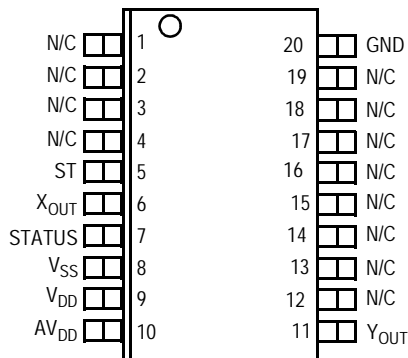 N/C 1 20 GND
N/C 2 19 N/C
N/C 3 18 N/C
N/C 4 17 N/C
ST 5 16 N/C
XOUT 6 15 N/C
STATUS 7 14 N/C
VSS 8 13 N/C
VDD 9 12 N/C
AVDD 10 11 YOUT